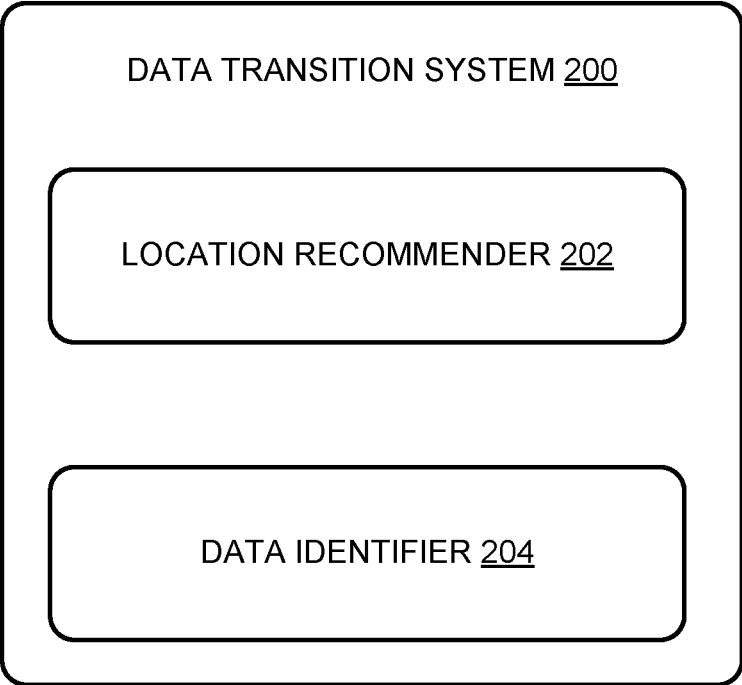 DATA TRANSITION SYSTEM 200
LOCATION RECOMMENDER 202
DATA IDENTIFIER 204